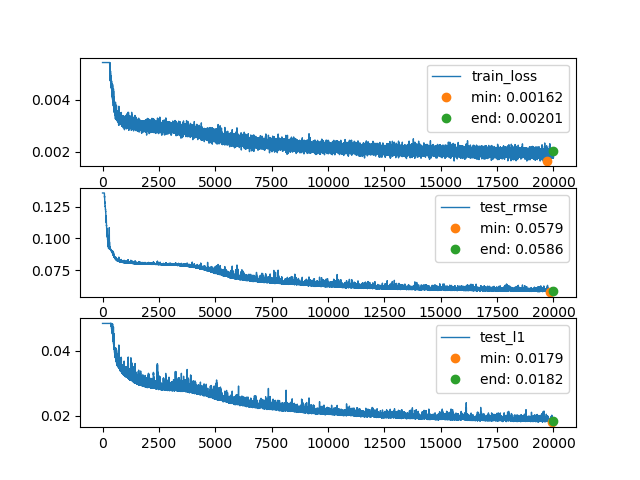 train_loss
min: 0.00162
end: 0.00201
0.004
0.002
0 2500 5000 7500 10000 12500 15000 17500 20000
test_rmse
min: 0.0579
end: 0.0586
0.125
0.100
0.075
0 2500 5000 7500 10000 12500 15000 17500 20000
test_l1
min: 0.0179
end: 0.0182
0.04
0.02
0 2500 5000 7500 10000 12500 15000 17500 20000